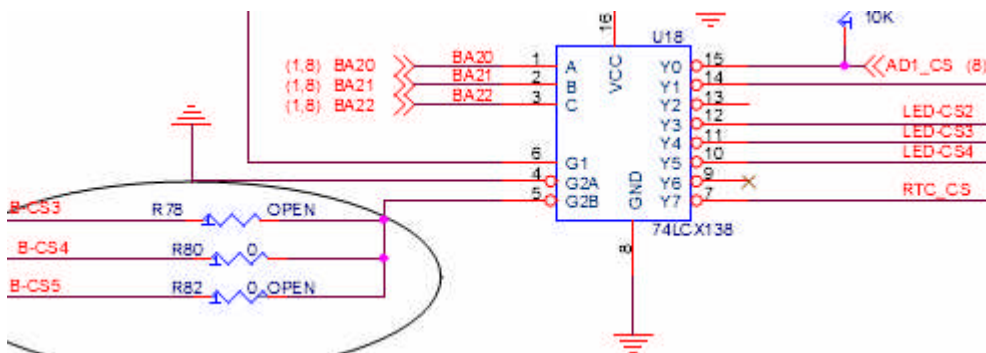 16
10K
U18
(1,8) BA20 BA20 1 A VCC Y0 15 AD1_CS (8)
(1,8) BA21 BA21 2 B Y1 14
(1,8) BA22 BA22 3 C Y2 13
Y3 12 LED-CS2
Y4 11 LED-CS3
6 G1 Y5 10 LED-CS4
4 G2A Y6 9
5 G2B GND Y7 7 RTC_CS
B-CS3 R78 OPEN
74LCX138
8
B-CS4 R80 0
B-CS5 R82 0 OPEN